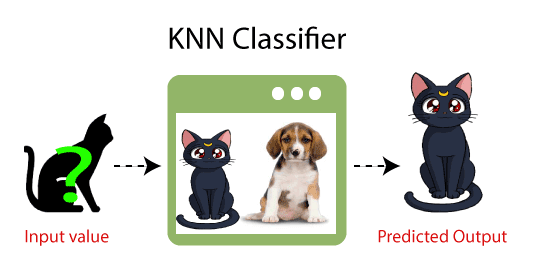 KNN Classifier
?
Input value
Predicted Output